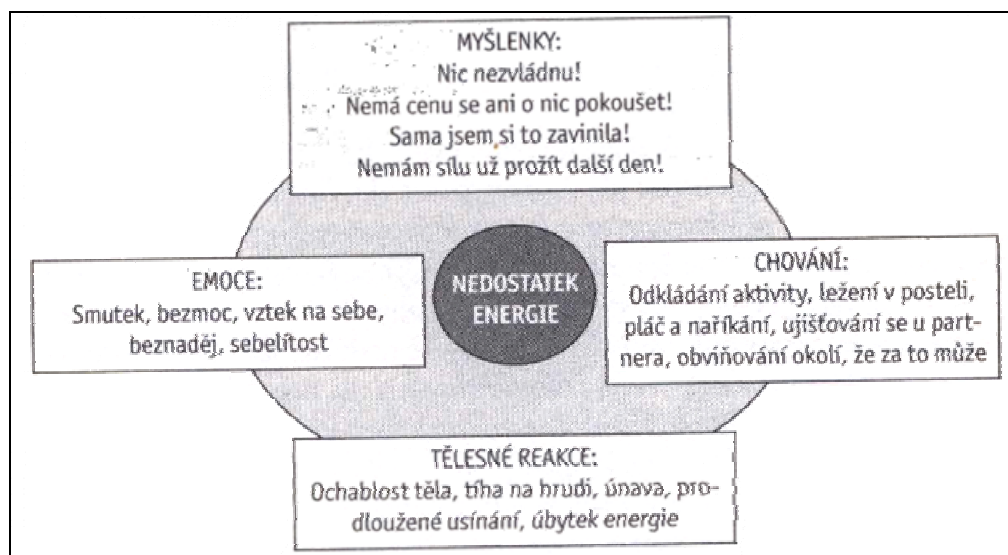 MYŠLENKY:
Nic nezvládnu!
Nemá cenu se ani o nic pokoušet!
Sama jsem si to zavinila!
Nemám sílu už prožít další den!
EMOCE:
Smutek, bezmoc, vztek na sebe,
beznaděj, sebelítost
NEDOSTATEK
ENERGIE
CHOVÁNÍ:
Odkládání aktivity, ležení v posteli,
pláč a naříkání, ujišťování se u part-
nera, obviňování okolí, že za to může
TĚLESNÉ REAKCE:
Ochablost těla, tíha na hrudi, únava, pro-
dloužené usínání, úbytek energie